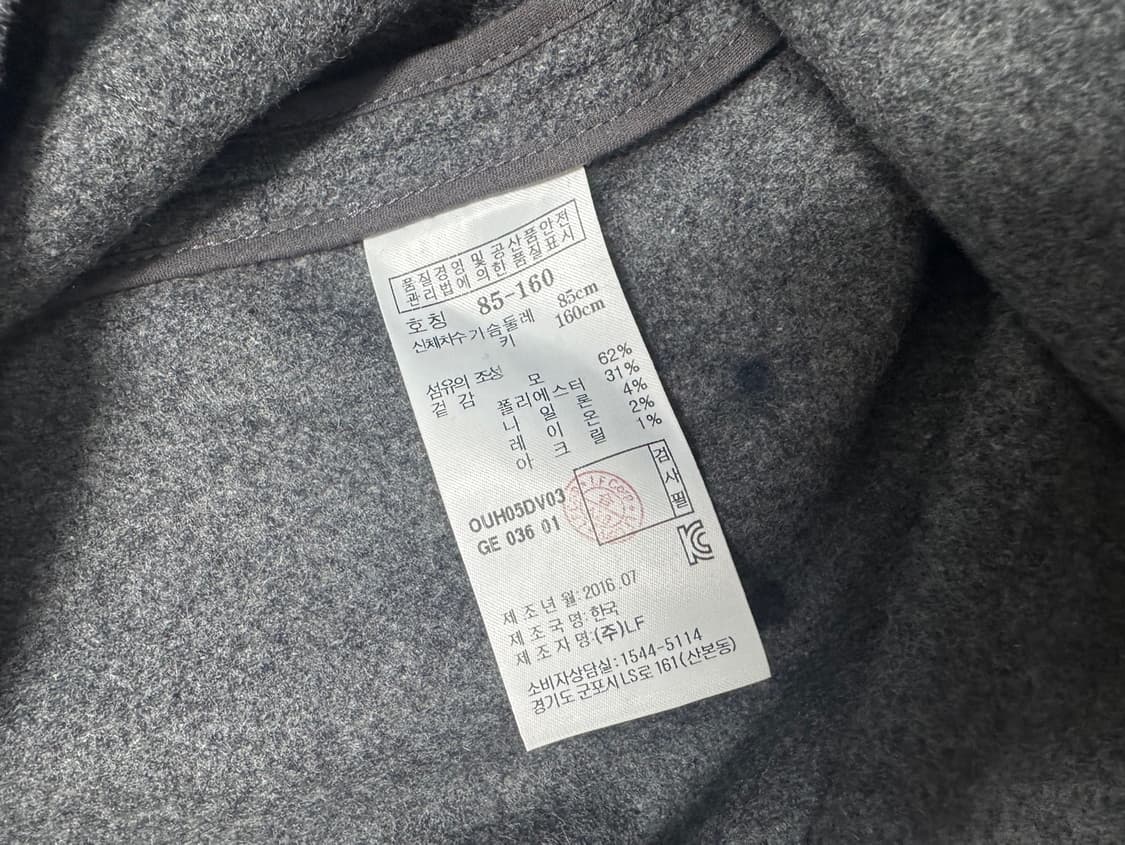 품질경영 및 공산품안전
관리법에 의한 품질표시
호칭 85-160
신체치수 가슴둘레 85cm
키 160cm
섬유의 조성
겉감 모 62%
폴리에스터 31%
나일론 4%
레이온 2%
아크릴 1%
검사필
LF Corp
OUH05DV03
GE 036 01
제조년월:2016.07
제조국명:한국
제조자명:(주)LF
소비자상담실:1544-5114
경기도 군포시 LS로 161(산본동)